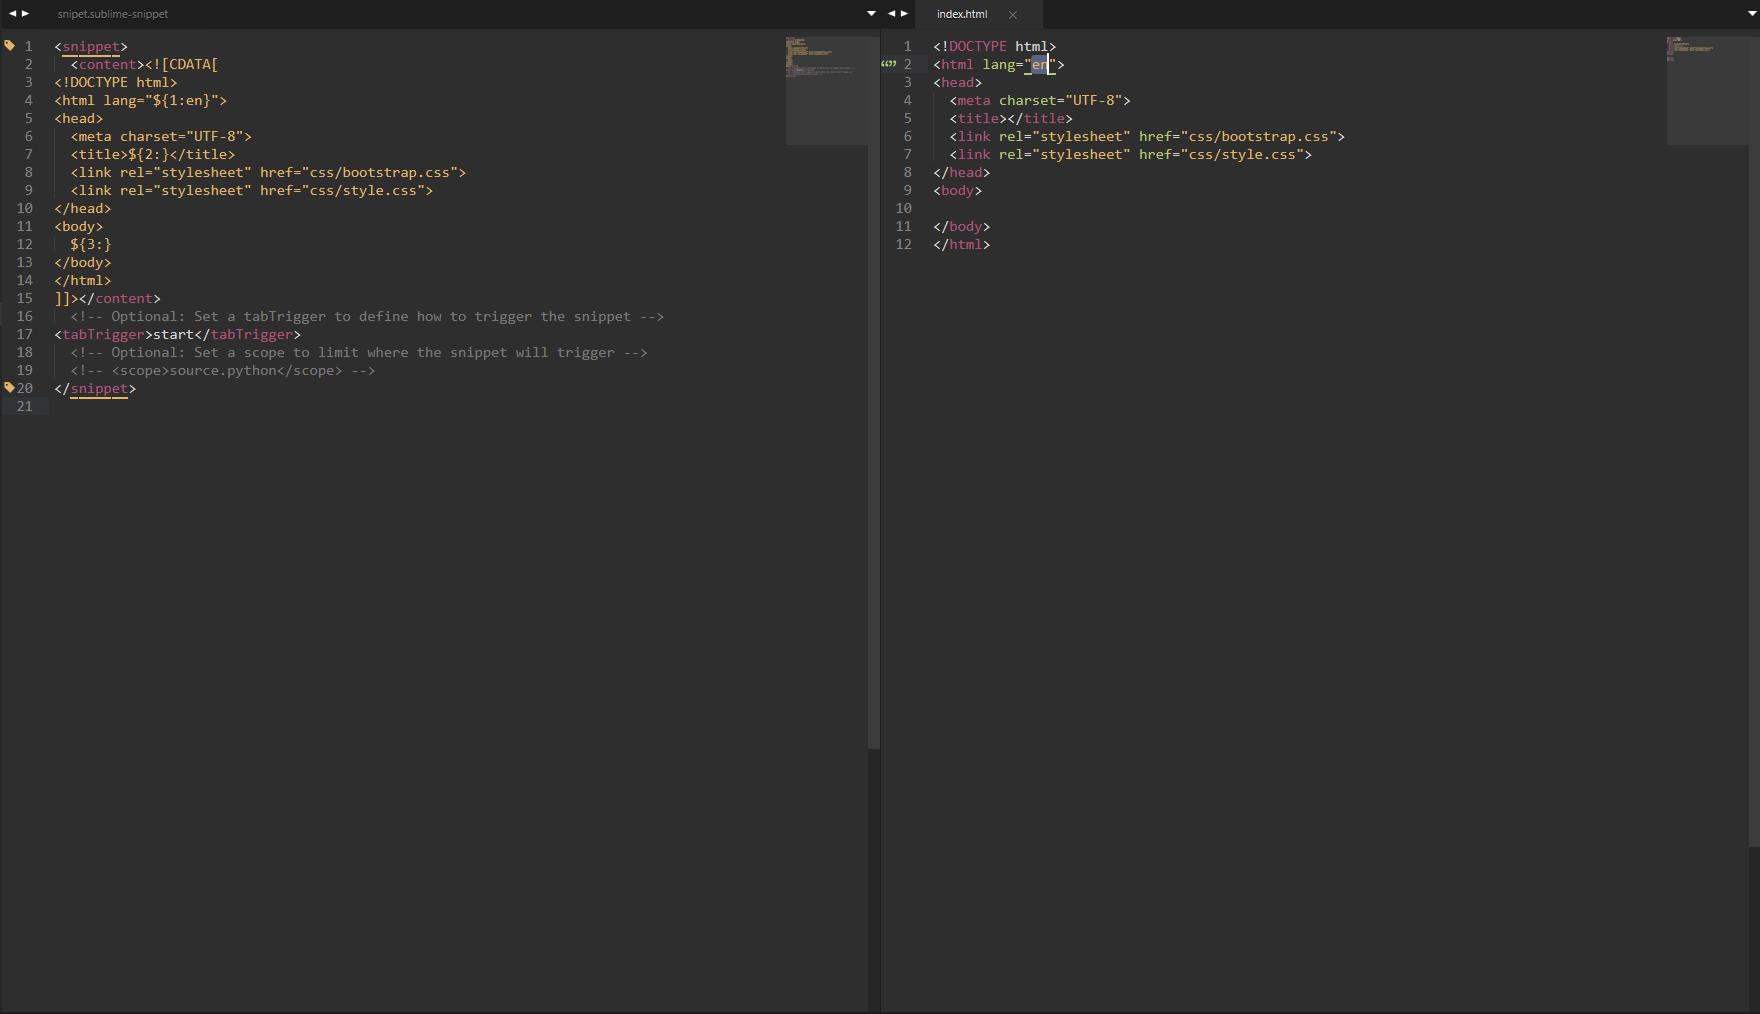 snipet.sublime-snippet
1 <snippet>
2   <content><![CDATA[
3 <!DOCTYPE html>
4 <html lang="${1:en}">
5 <head>
6   <meta charset="UTF-8">
7   <title>${2:}</title>
8   <link rel="stylesheet" href="css/bootstrap.css">
9   <link rel="stylesheet" href="css/style.css">
10 </head>
11 <body>
12   ${3:}
13 </body>
14 </html>
15 ]]></content>
16   <!-- Optional: Set a tabTrigger to define how to trigger the snippet -->
17 <tabTrigger>start</tabTrigger>
18   <!-- Optional: Set a scope to limit where the snippet will trigger -->
19   <!-- <scope>source.python</scope> -->
20 </snippet>
21
index.html
1 <!DOCTYPE html>
2 <html lang="en">
3 <head>
4   <meta charset="UTF-8">
5   <title></title>
6   <link rel="stylesheet" href="css/bootstrap.css">
7   <link rel="stylesheet" href="css/style.css">
8 </head>
9 <body>
10
11 </body>
12 </html>